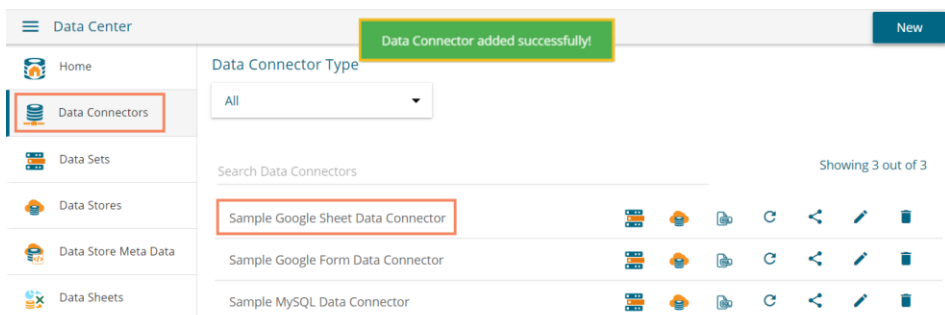 Data Center
Data Connector added successfully!
New
Home
Data Connectors
Data Sets
Data Stores
Data Store Meta Data
Data Sheets
Data Connector Type
All
Search Data Connectors
Showing 3 out of 3
Sample Google Sheet Data Connector
Sample Google Form Data Connector
Sample MySQL Data Connector